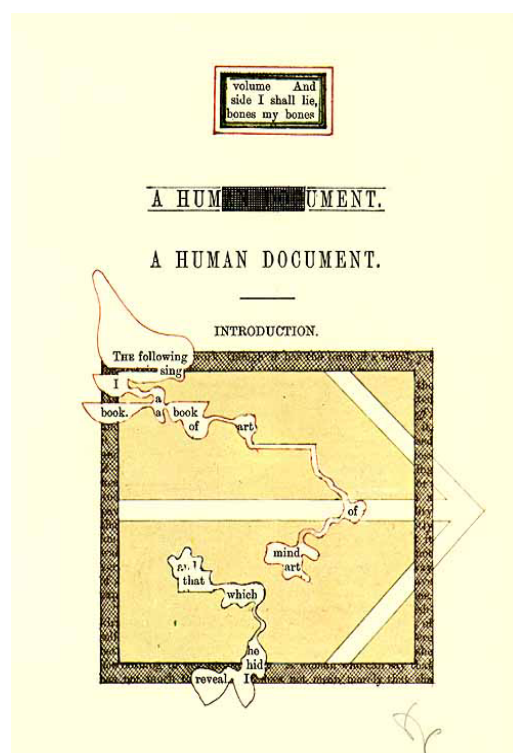 volume And
side I shall lie,
bones my bones
A HUM UMENT.
A HUMAN DOCUMENT.
INTRODUCTION.
THE following
sing
I
a
book. a book
of art
of
mind
art
and
that
which
he
hid
reveal I